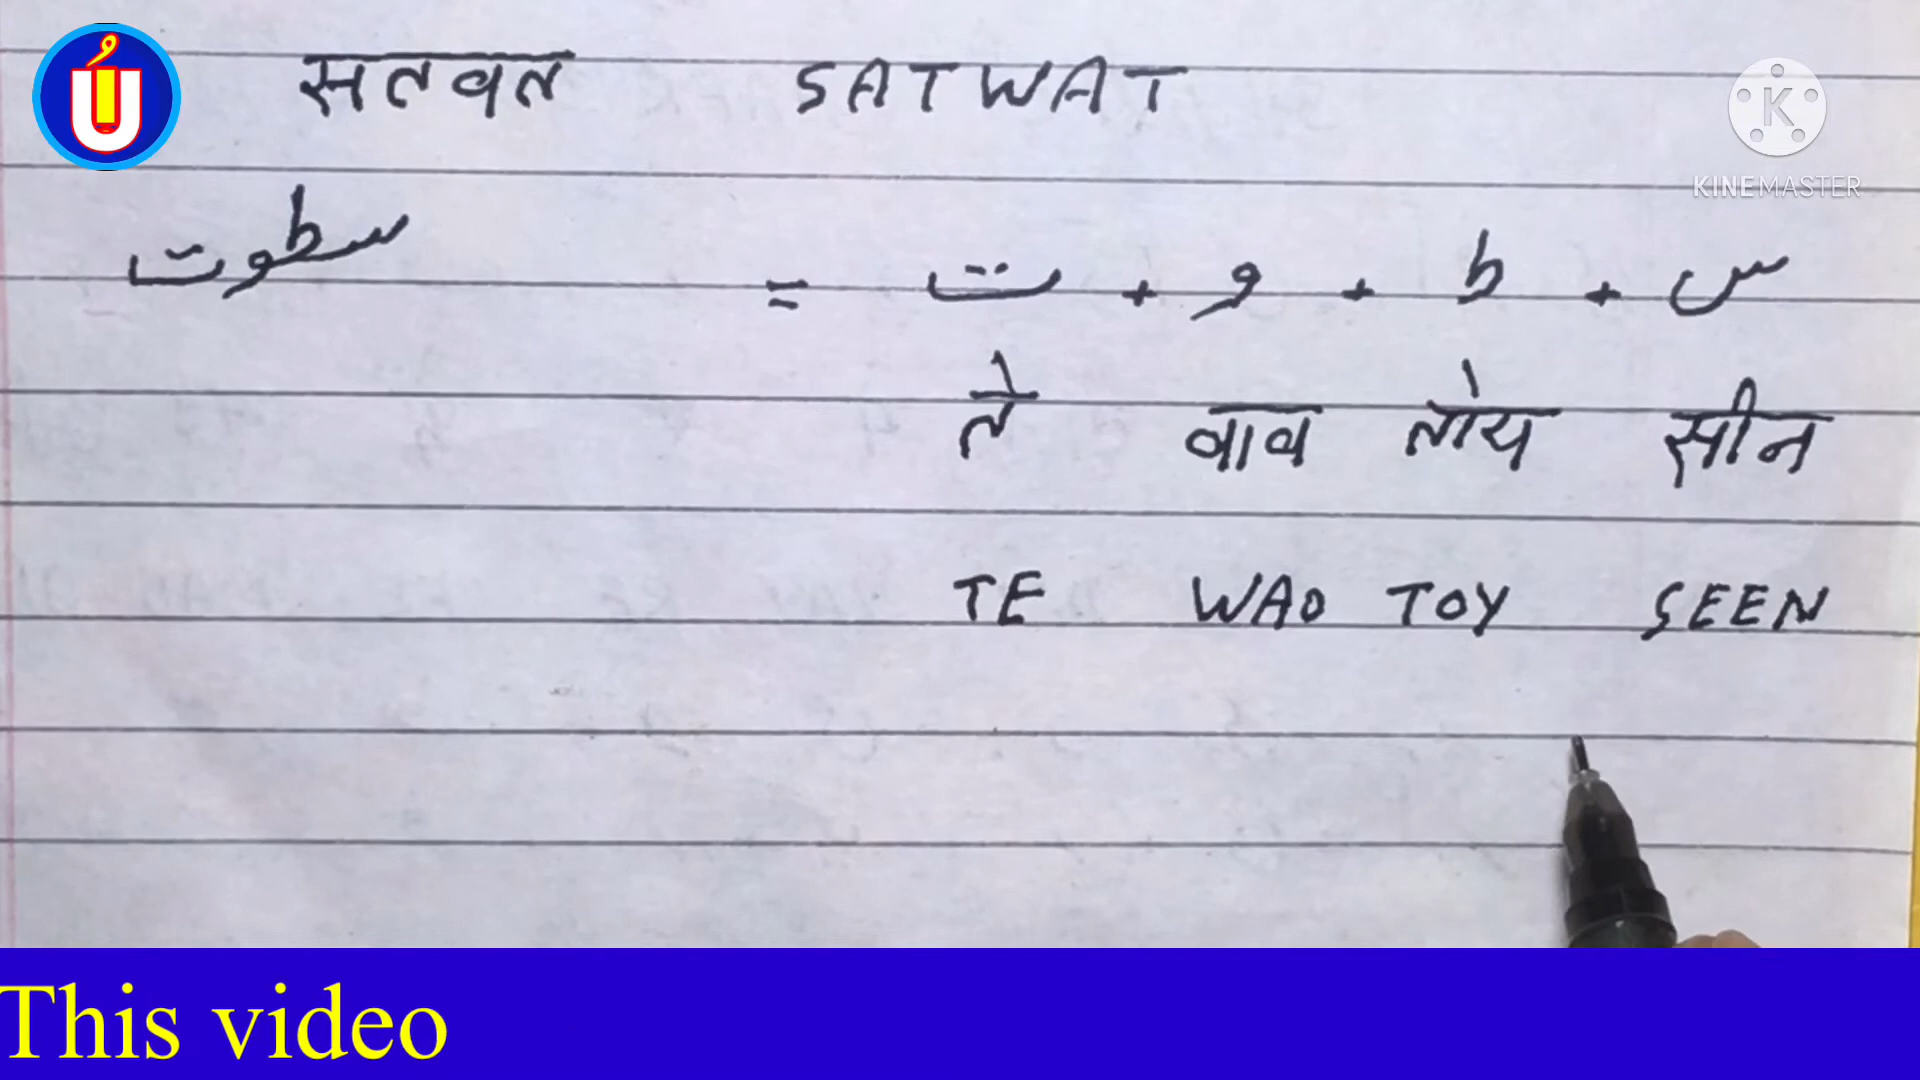 सतवत SATWAT
KINEMASTER
س + ط + و + ت = سطوت
सीन तोय वाव ते
SEEN TOY WAO TE
This video